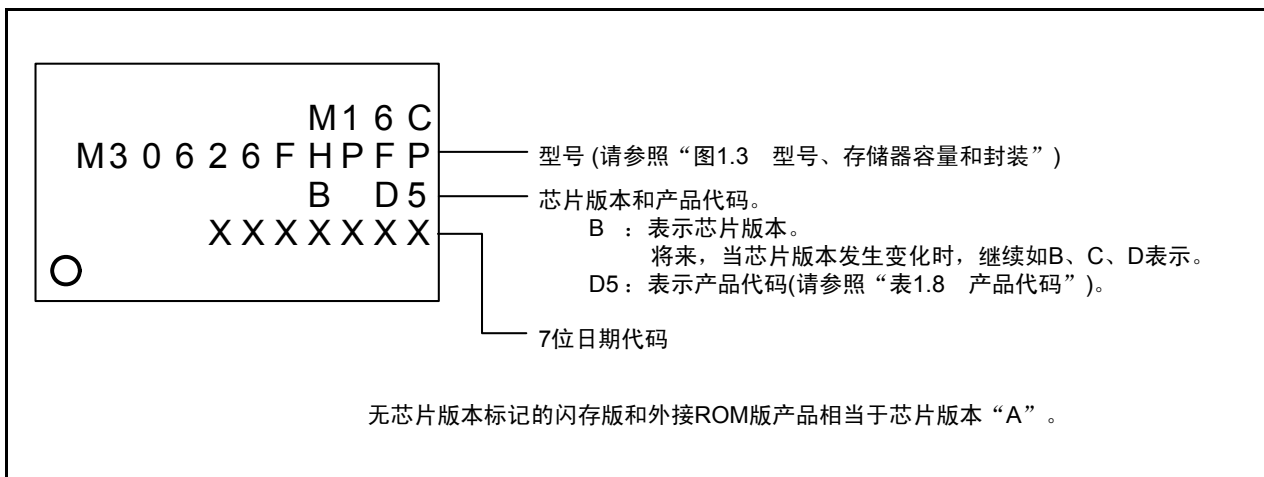 M16C
M30626FHPFP
型号 (请参照“图1.3 型号、存储器容量和封装”)
B D5
芯片版本和产品代码。
B ：表示芯片版本。
将来，当芯片版本发生变化时，继续如B、C、D表示。
D5：表示产品代码(请参照“表1.8 产品代码”)。
XXXXXXX
7位日期代码
无芯片版本标记的闪存版和外接ROM版产品相当于芯片版本“A”。